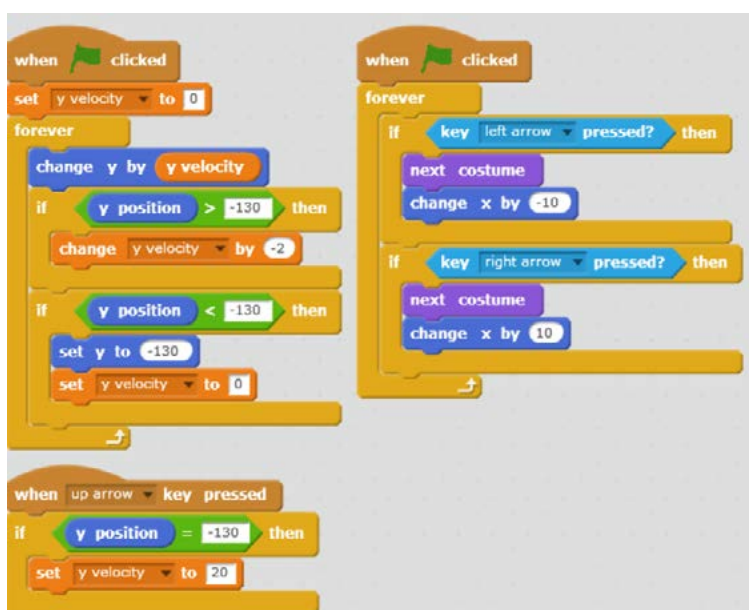 when clicked
set y velocity to 0
forever
change y by y velocity
if y position > -130 then
change y velocity by -2
if y position < -130 then
set y to -130
set y velocity to 0
when up arrow key pressed
if y position = -130 then
set y velocity to 20
when clicked
forever
if key left arrow pressed? then
next costume
change x by -10
if key right arrow pressed? then
next costume
change x by 10